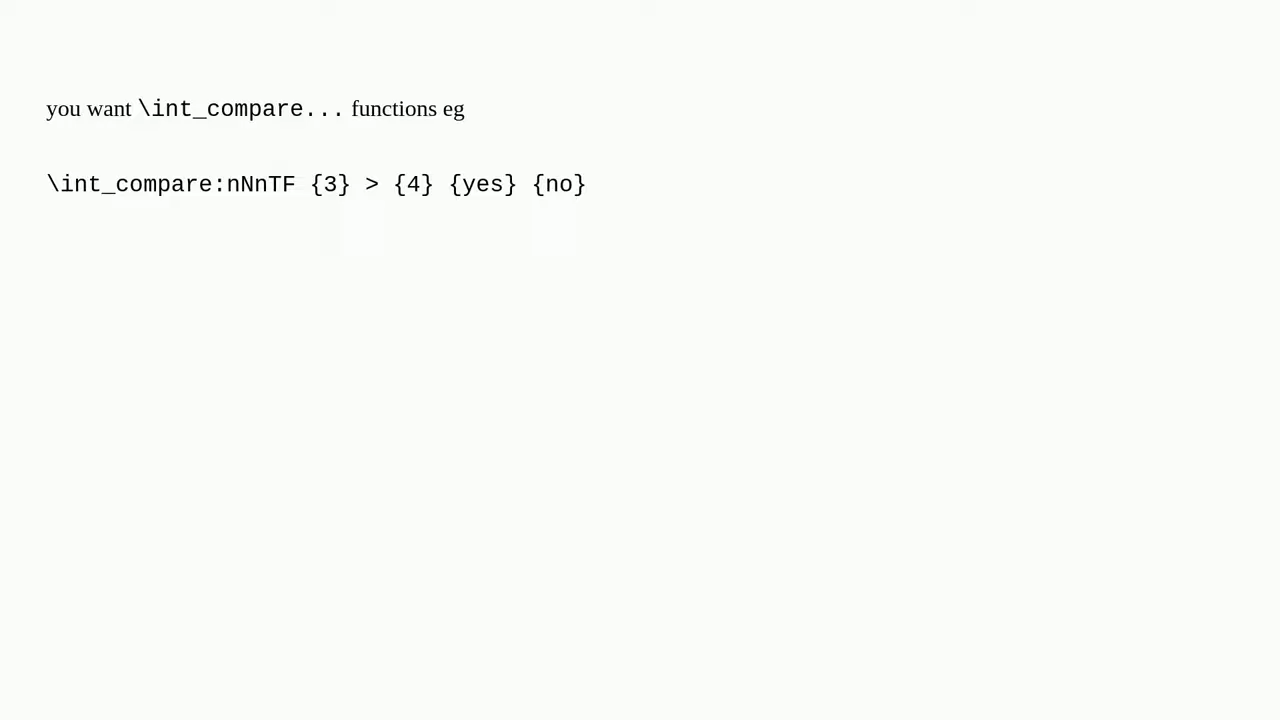 you want \int_compare... functions eg
\int_compare:nNnTF {3} > {4} {yes} {no}